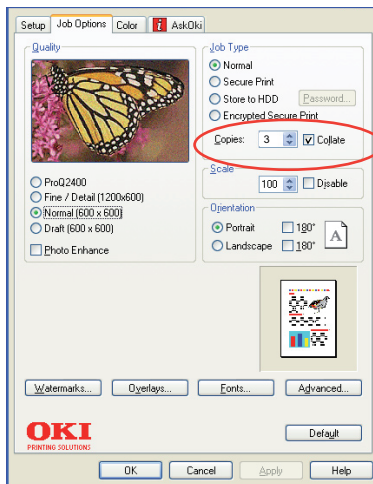 Setup Job Options Color AskOki
Quality
ProQ2400
Fine / Detail (1200x600)
Normal (600 x 600)
Draft (600 x 600)
Photo Enhance
Job Type
Normal
Secure Print
Store to HDD Password...
Encrypted Secure Print
Copies: 3 Collate
Scale
100 Disable
Orientation
Portrait 180°
Landscape 180°
A
Watermarks... Overlays... Fonts... Advanced...
OKI
PRINTING SOLUTIONS
Default
OK Cancel Apply Help